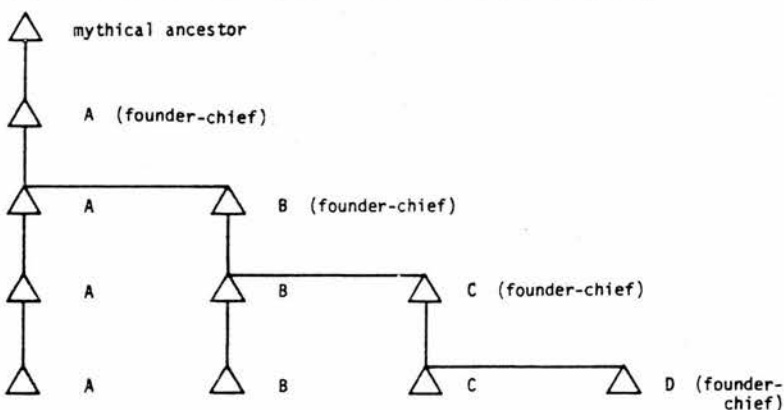 mythical ancestor
A (founder-chief)
A B (founder-chief)
A B C (founder-chief)
A B C D (founder-
chief)